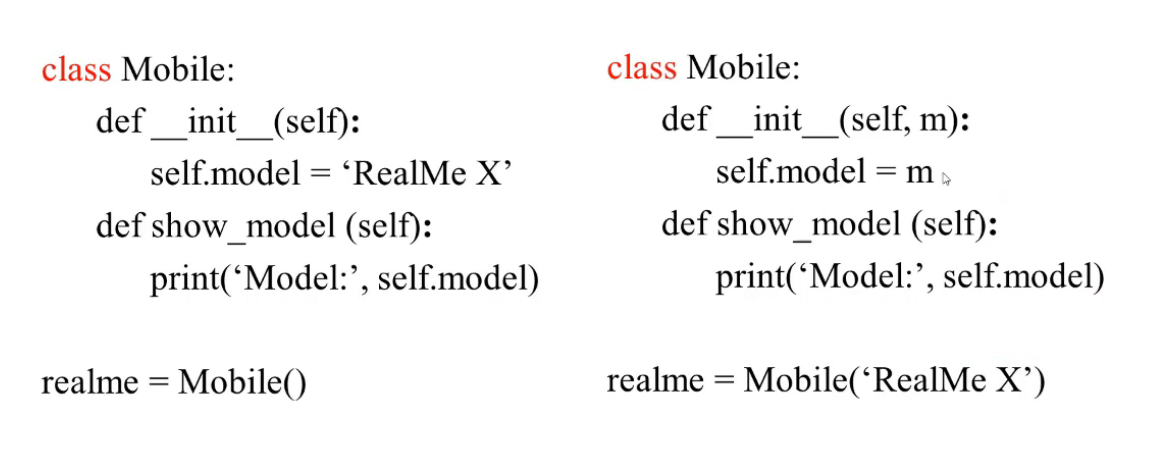 class Mobile:
def __init__(self):
self.model = ‘RealMe X’
def show_model (self):
print(‘Model:’, self.model)
realme = Mobile()
class Mobile:
def __init__(self, m):
self.model = m
def show_model (self):
print(‘Model:’, self.model)
realme = Mobile(‘RealMe X’)